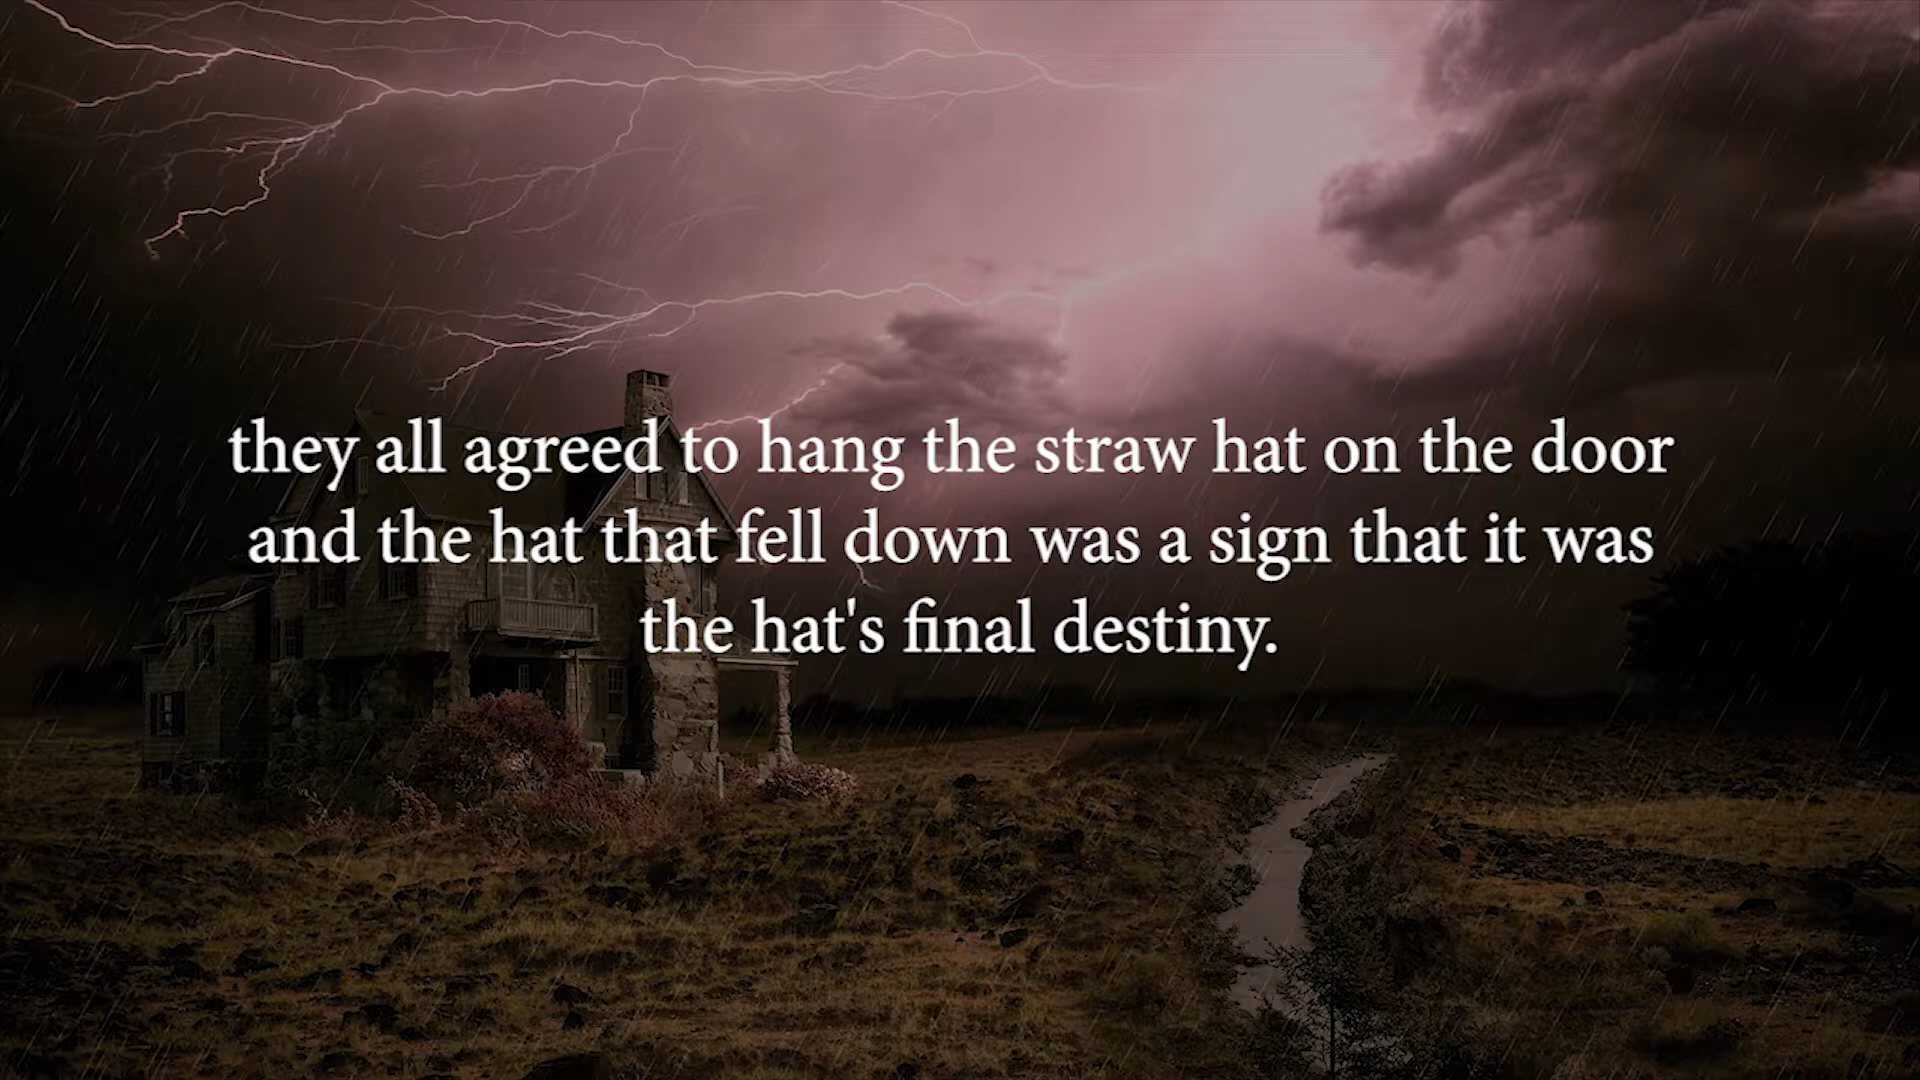 they all agreed to hang the straw hat on the door
and the hat that fell down was a sign that it was
the hat's final destiny.